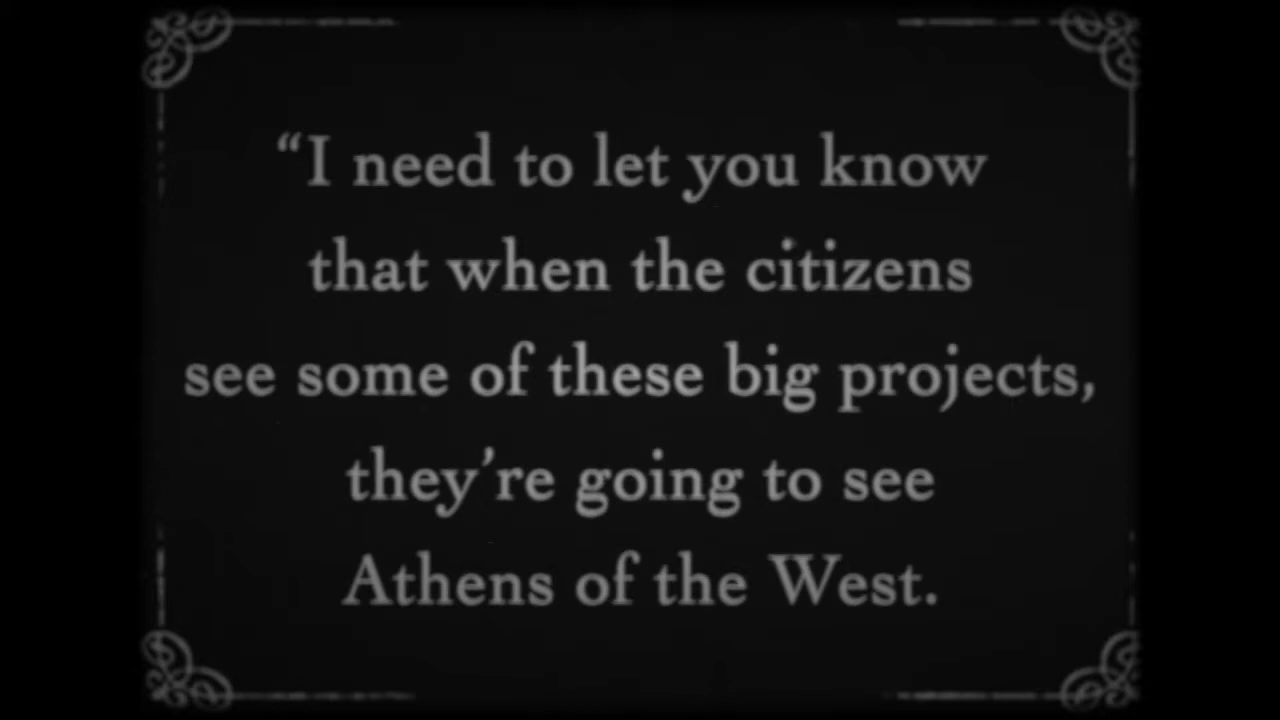 “I need to let you know
that when the citizens
see some of these big projects,
they’re going to see
Athens of the West.